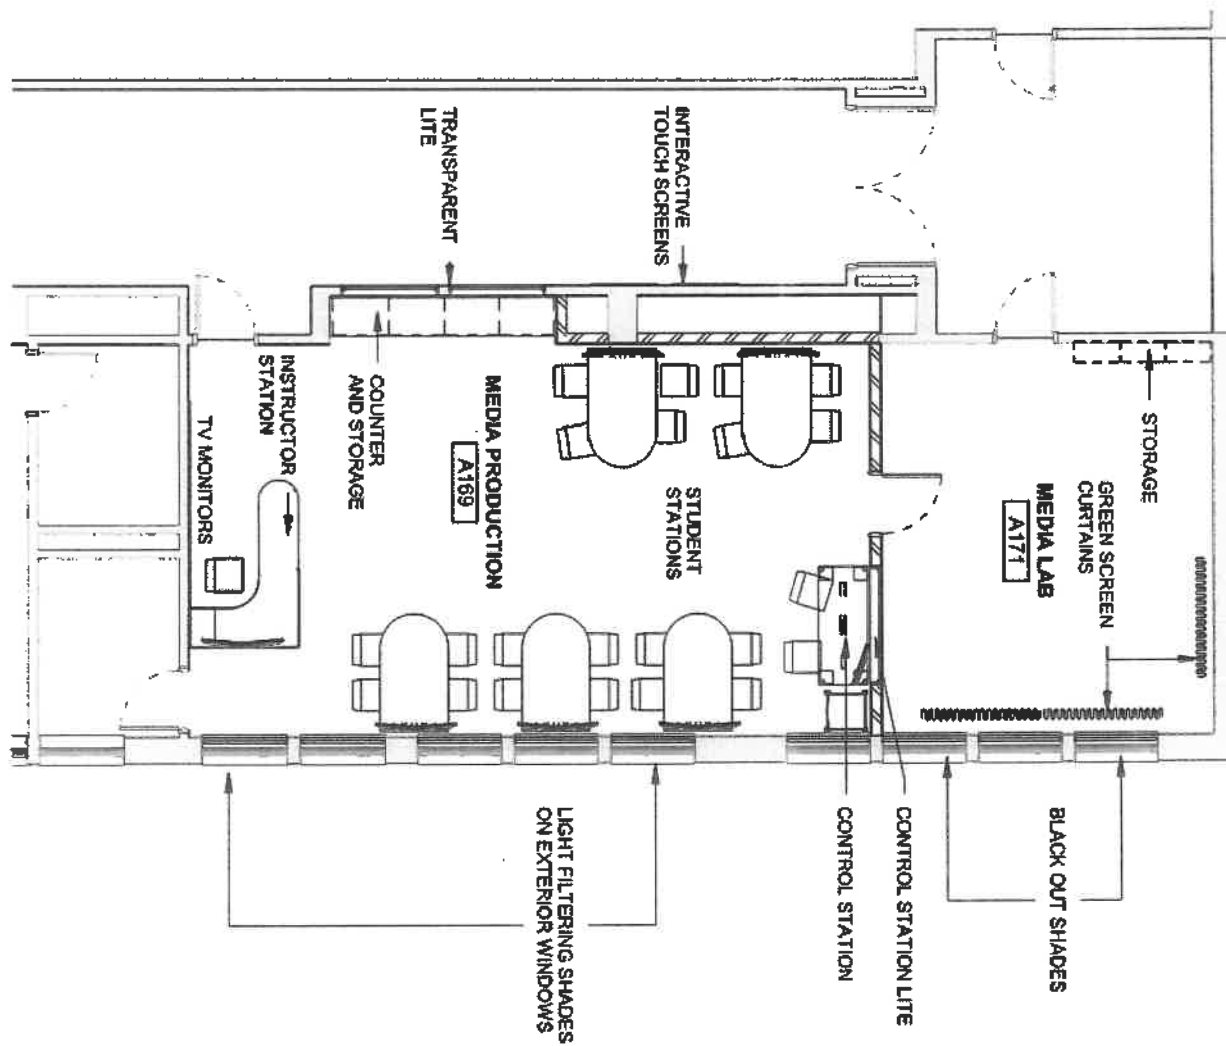 TRANSPARENT
LITE
INTERACTIVE
TOUCH SCREENS
INSTRUCTOR
STATION
TV MONITORS
COUNTER
AND STORAGE
MEDIA PRODUCTION
A169
STUDENT
STATIONS
STORAGE
GREEN SCREEN
CURTAINS
MEDIA LAB
A171
LIGHT FILTERING SHADES
ON EXTERIOR WINDOWS
CONTROL STATION
CONTROL STATION LITE
BLACK OUT SHADES